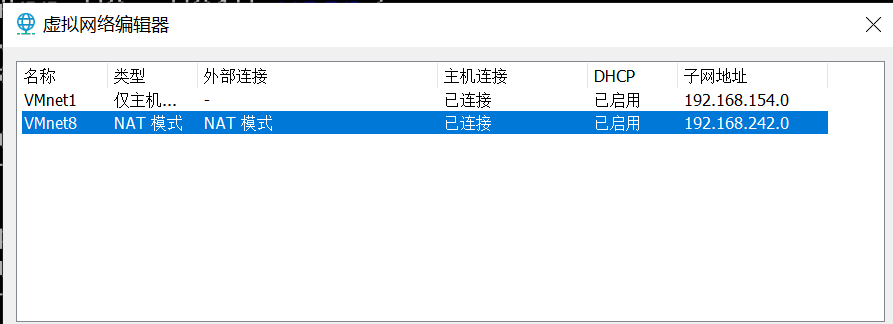 虚拟网络编辑器
名称 类型 外部连接 主机连接 DHCP 子网地址
VMnet1 仅主机... - 已连接 已启用 192.168.154.0
VMnet8 NAT 模式 NAT 模式 已连接 已启用 192.168.242.0